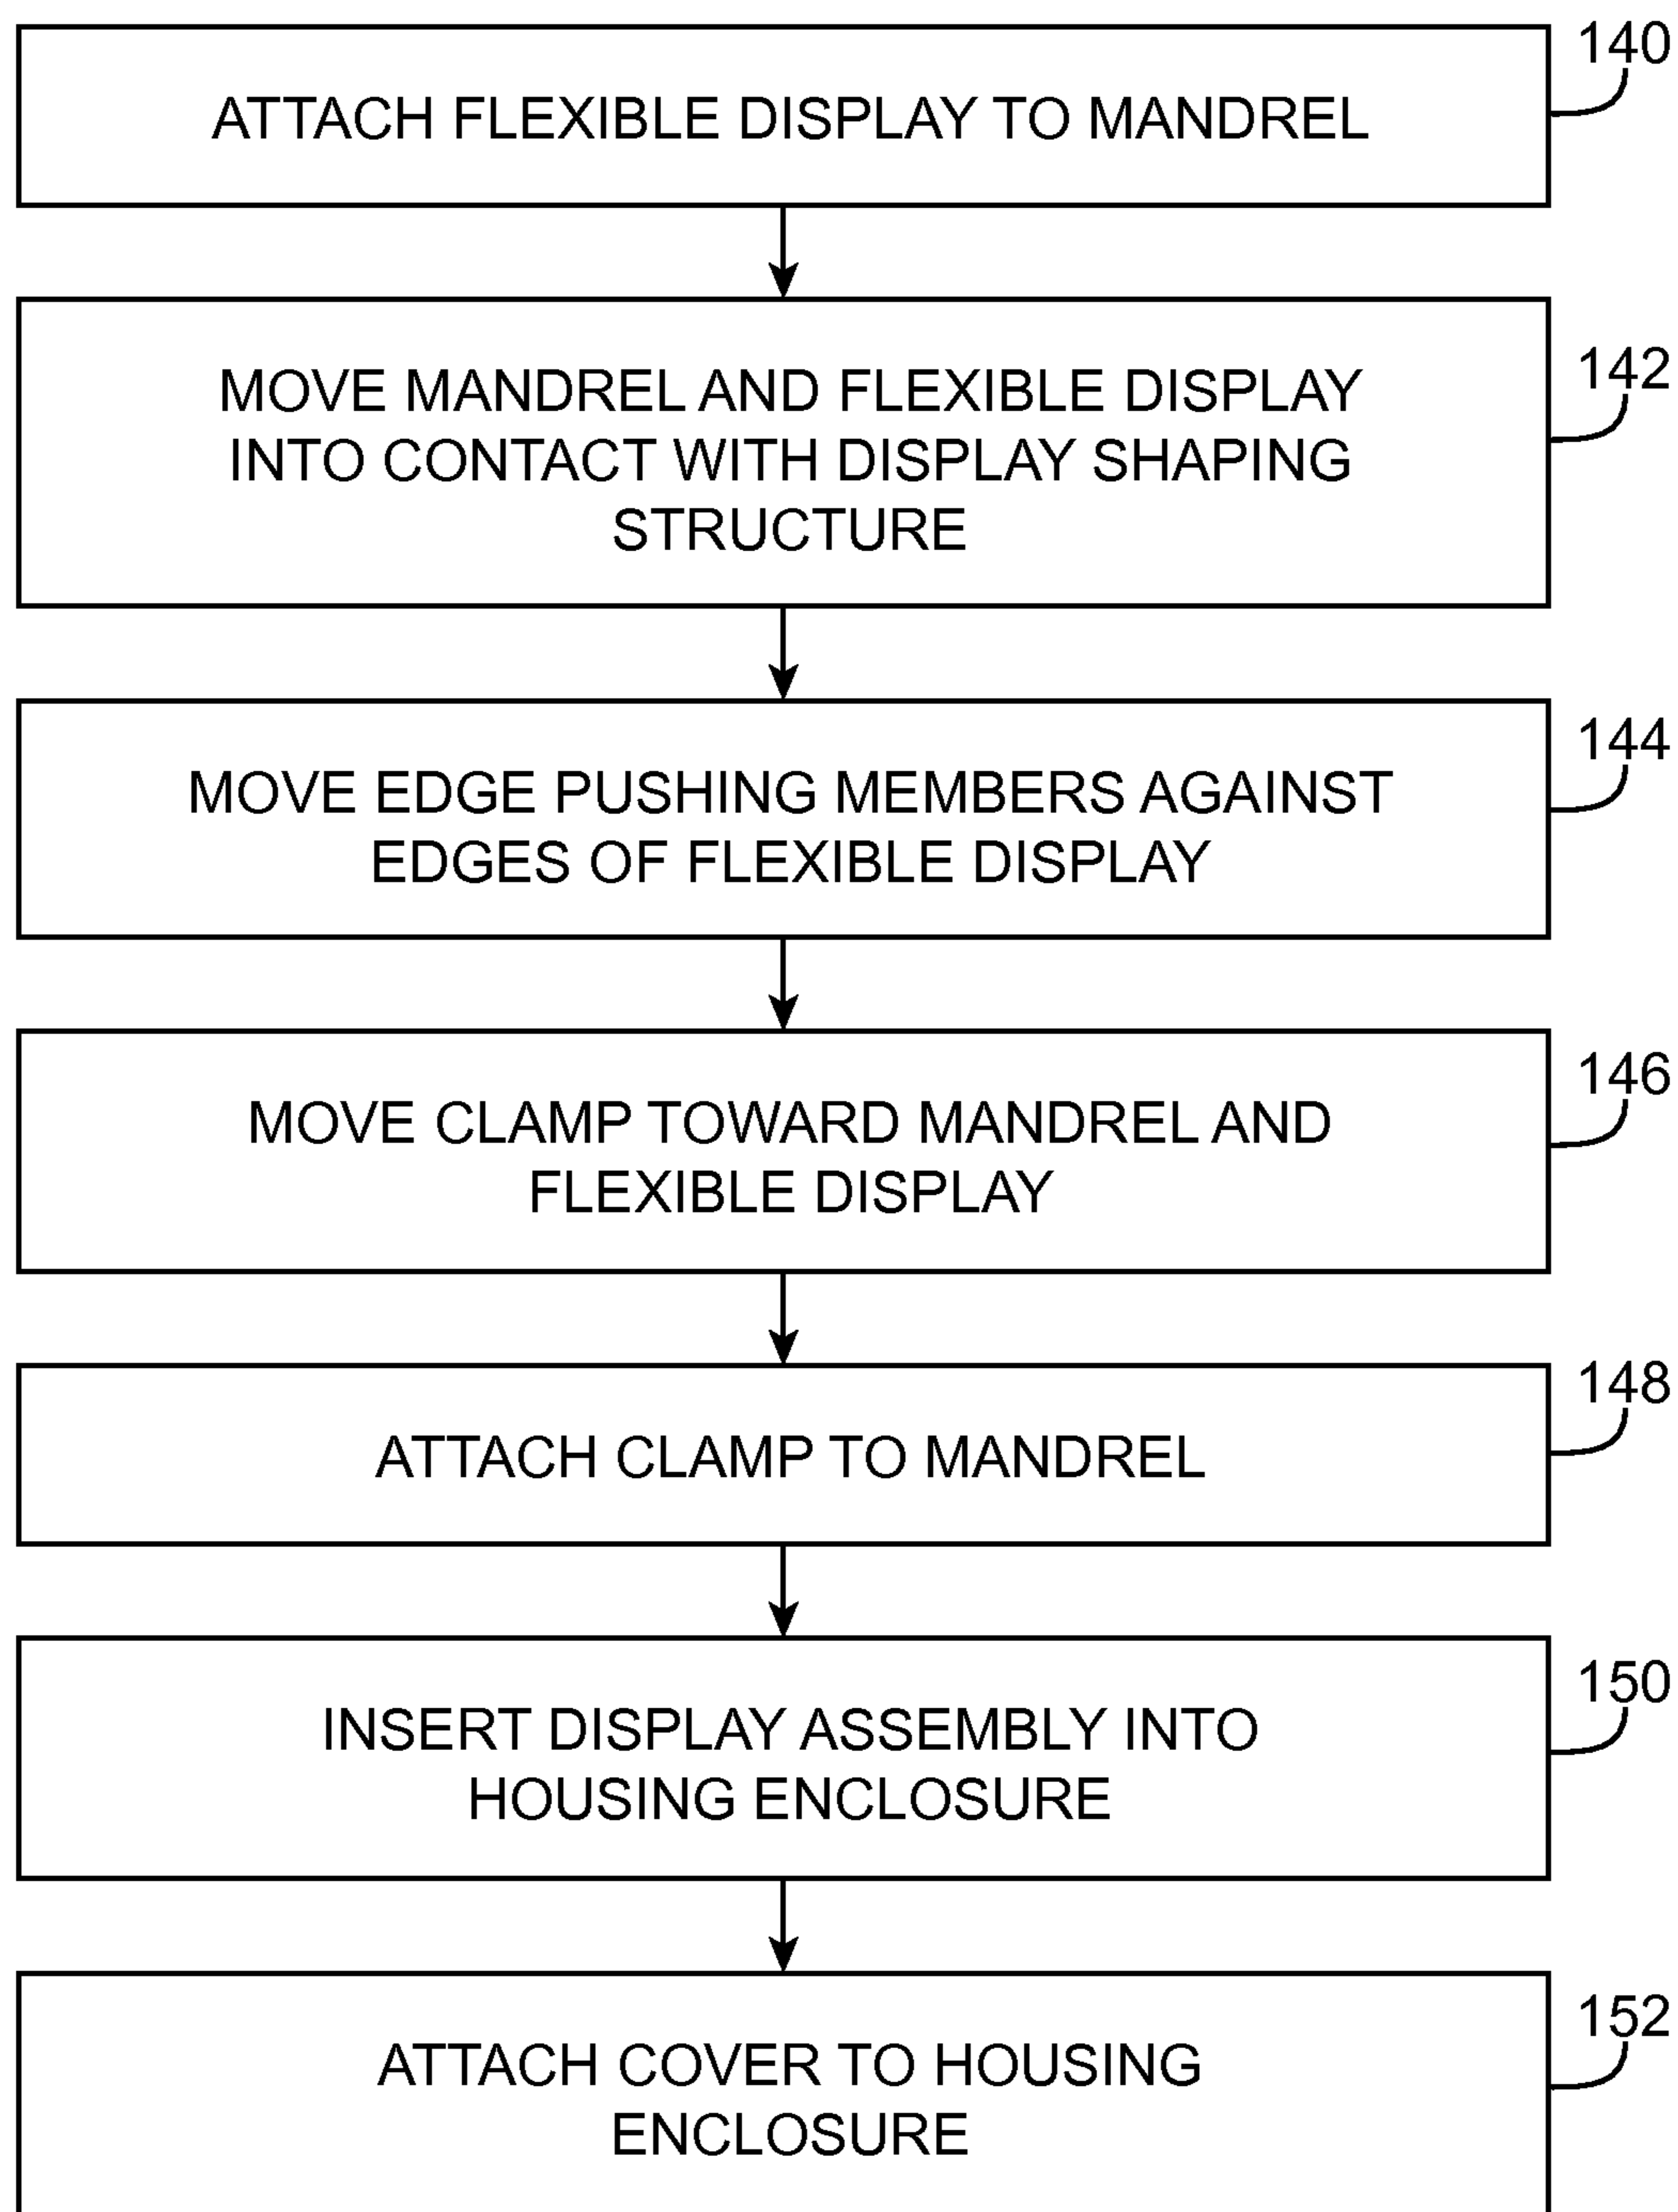 140
ATTACH FLEXIBLE DISPLAY TO MANDREL
142
MOVE MANDREL AND FLEXIBLE DISPLAY
INTO CONTACT WITH DISPLAY SHAPING
STRUCTURE
144
MOVE EDGE PUSHING MEMBERS AGAINST
EDGES OF FLEXIBLE DISPLAY
146
MOVE CLAMP TOWARD MANDREL AND
FLEXIBLE DISPLAY
148
ATTACH CLAMP TO MANDREL
150
INSERT DISPLAY ASSEMBLY INTO
HOUSING ENCLOSURE
152
ATTACH COVER TO HOUSING
ENCLOSURE